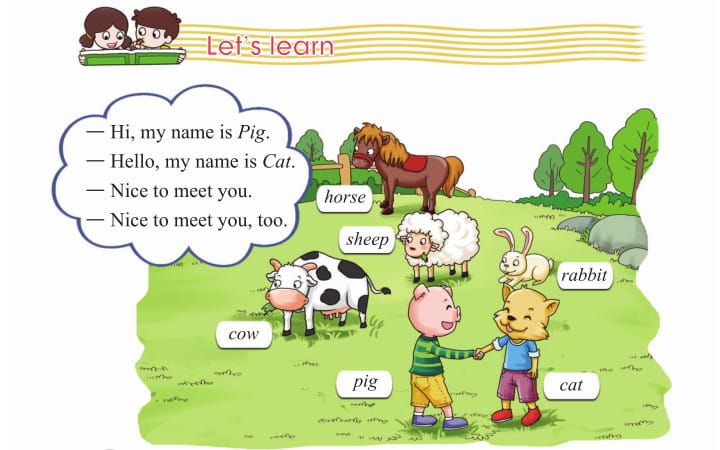 Let's learn
— Hi, my name is Pig.
— Hello, my name is Cat.
— Nice to meet you.
— Nice to meet you, too.
horse
sheep
rabbit
cow
pig
cat